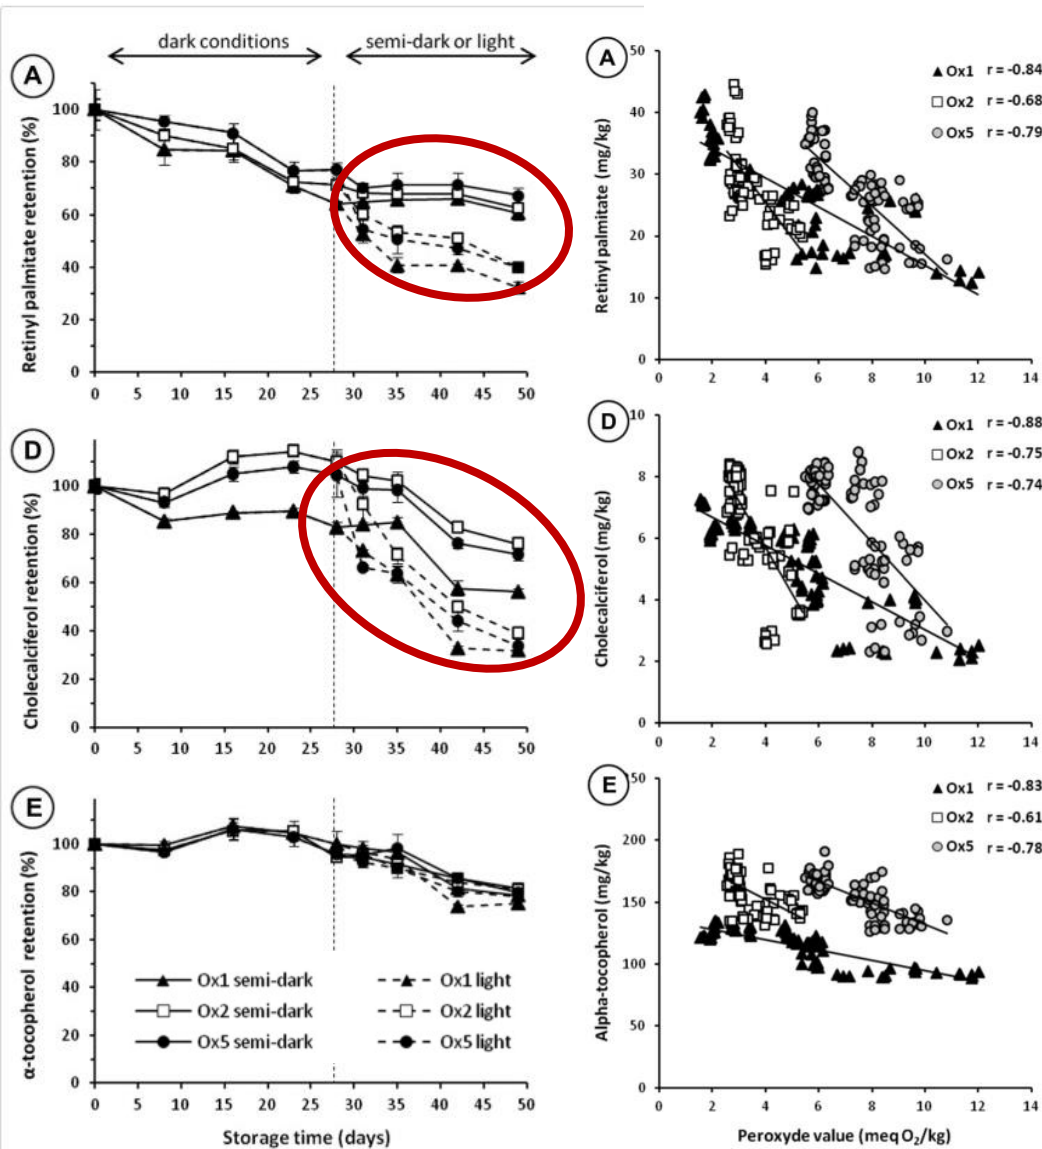 dark conditions semi-dark or light
A
Retinyl palmitate retention (%)
100
80
60
40
20
0
0 5 10 15 20 25 30 35 40 45 50
D
Cholecalciferol retention (%)
100
80
60
40
20
0
0 5 10 15 20 25 30 35 40 45 50
E
α-tocopherol retention (%)
100
80
60
40
20
0
Ox1 semi-dark Ox1 light
Ox2 semi-dark Ox2 light
Ox5 semi-dark Ox5 light
0 5 10 15 20 25 30 35 40 45 50
Storage time (days)
A
Retinyl palmitate (mg/kg)
50
40
30
20
10
0
Ox1 r = -0.84
Ox2 r = -0.68
Ox5 r = -0.79
0 2 4 6 8 10 12 14
D
Cholecalciferol (mg/kg)
10
8
6
4
2
0
Ox1 r = -0.88
Ox2 r = -0.75
Ox5 r = -0.74
0 2 4 6 8 10 12 14
E
Alpha-tocopherol (mg/kg)
250
200
150
100
50
0
Ox1 r = -0.83
Ox2 r = -0.61
Ox5 r = -0.78
0 2 4 6 8 10 12 14
Peroxyde value (meq O₂/kg)